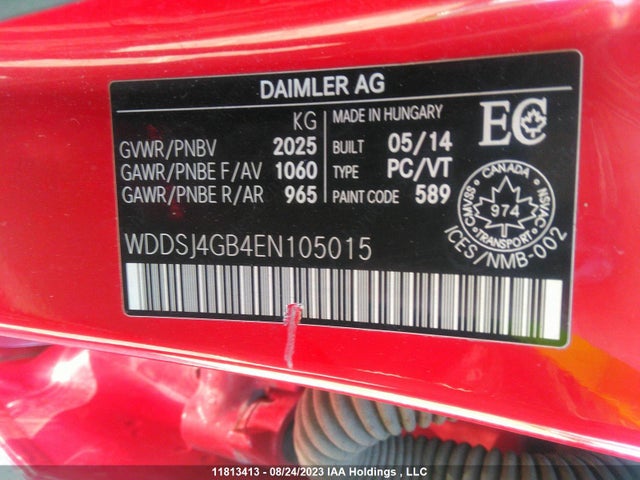 DAIMLER AG
KG
GVWR/PNBV 2025
GAWR/PNBE F/AV 1060
GAWR/PNBE R/AR 965
MADE IN HUNGARY
BUILT 05/14
TYPE PC/VT
PAINT CODE 589
EC
CANADA
CMVSS
974
NSVAC
TRANSPORT
ICES/NMB-002
WDDSJ4GB4EN105015
11813413 - 08/24/2023 IAA Holdings , LLC